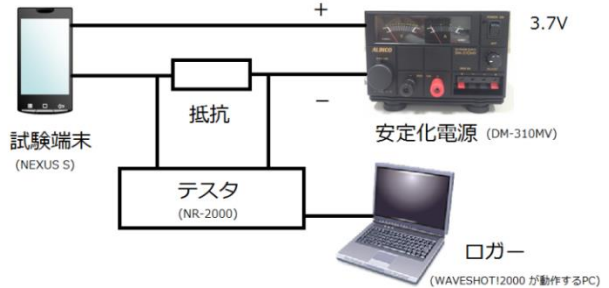 +
3.7V
抵抗
−
試験端末
(NEXUS S)
安定化電源 (DM-310MV)
テスタ
(NR-2000)
ロガー
(WAVESHOT!2000 が動作するPC)